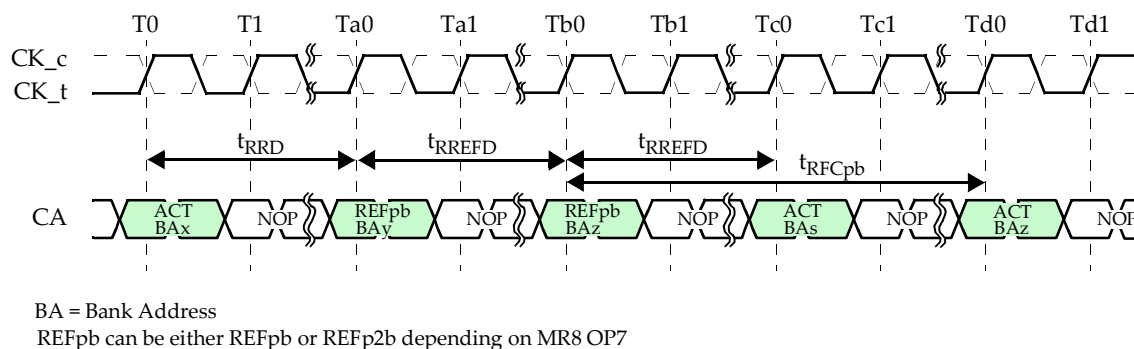 T0 T1 Ta0 Ta1 Tb0 Tb1 Tc0 Tc1 Td0 Td1
CK_c
CK_t
tRRD tRREFD tRREFD
tRFCpb
CA
ACT BAx NOP REFpb BAy NOP REFpb BAz NOP ACT BAs NOP ACT BAz NOP
BA = Bank Address
REFpb can be either REFpb or REFp2b depending on MR8 OP7